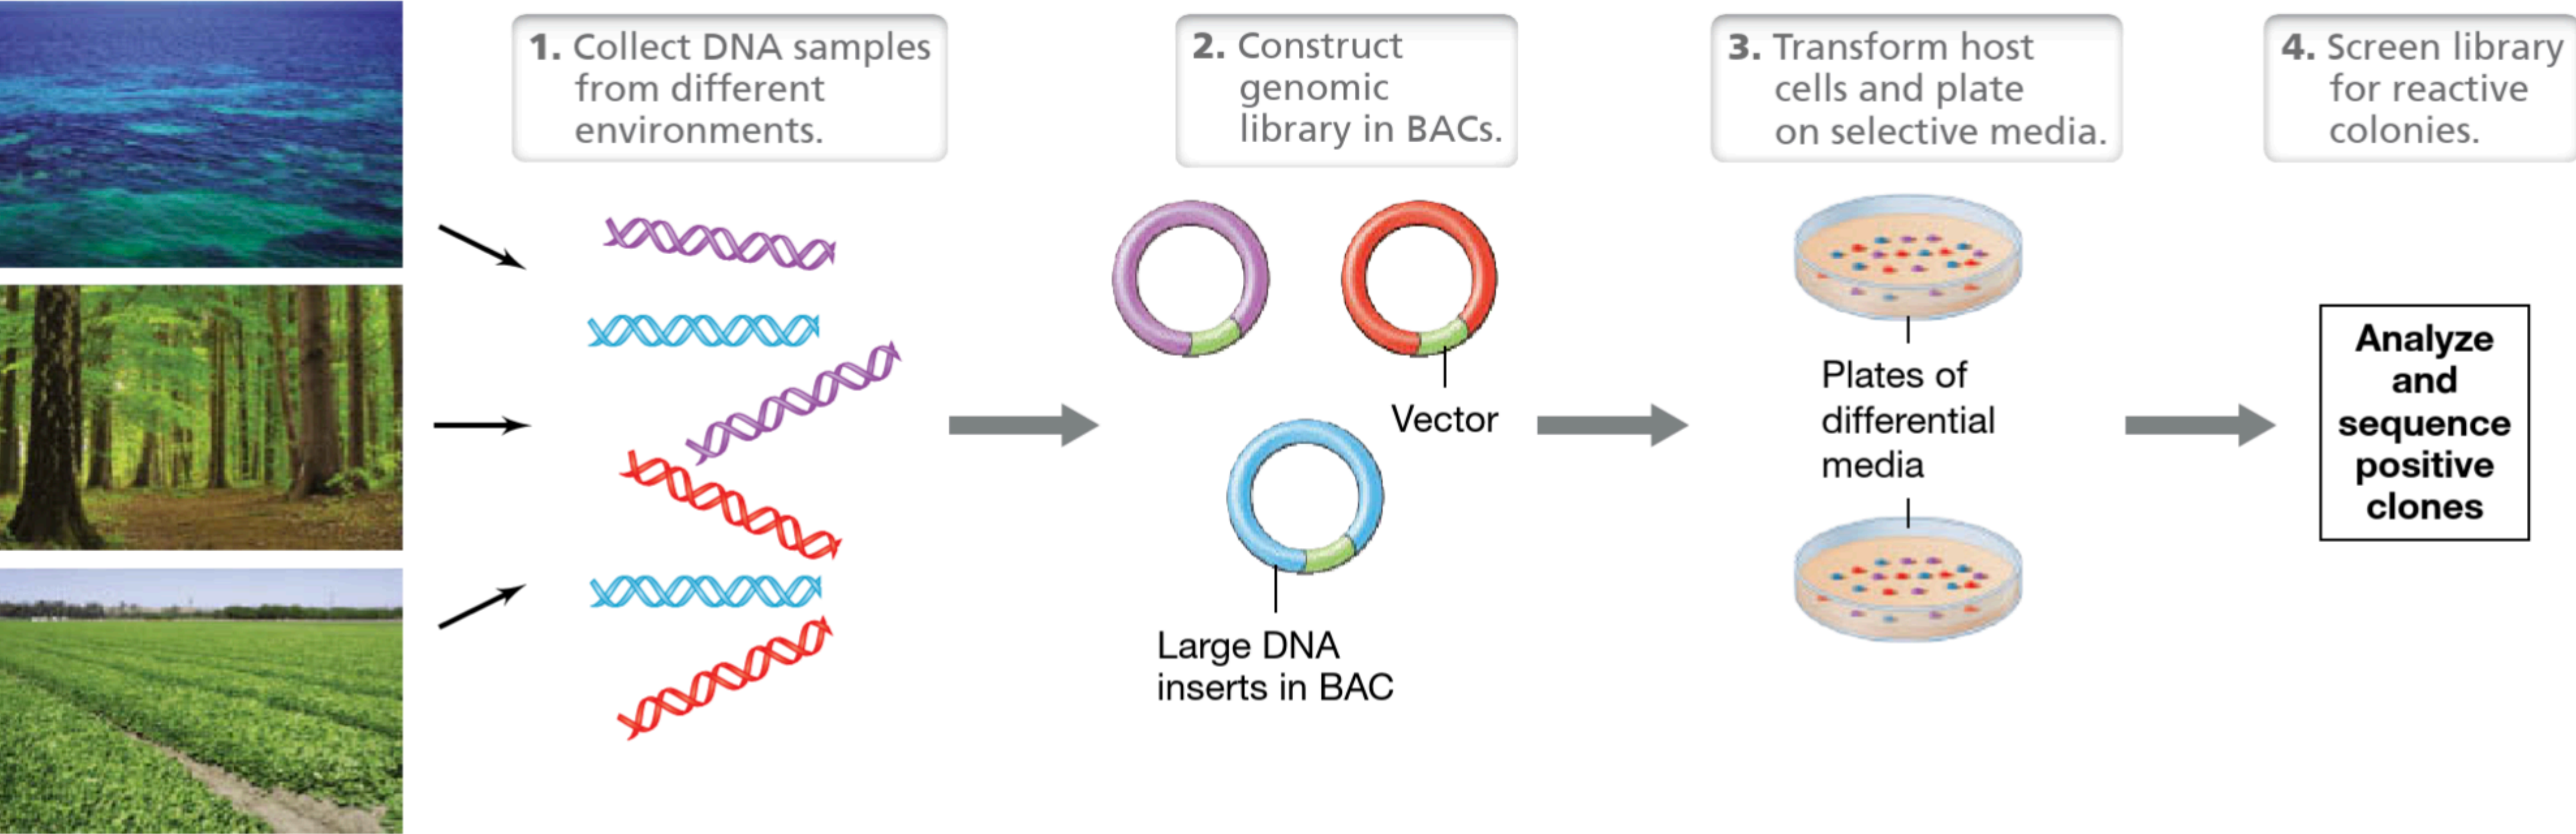 1. Collect DNA samples
from different
environments.
2. Construct
genomic
library in BACs.
3. Transform host
cells and plate
on selective media.
4. Screen library
for reactive
colonies.
Vector
Large DNA
inserts in BAC
Plates of
differential
media
Analyze
and
sequence
positive
clones